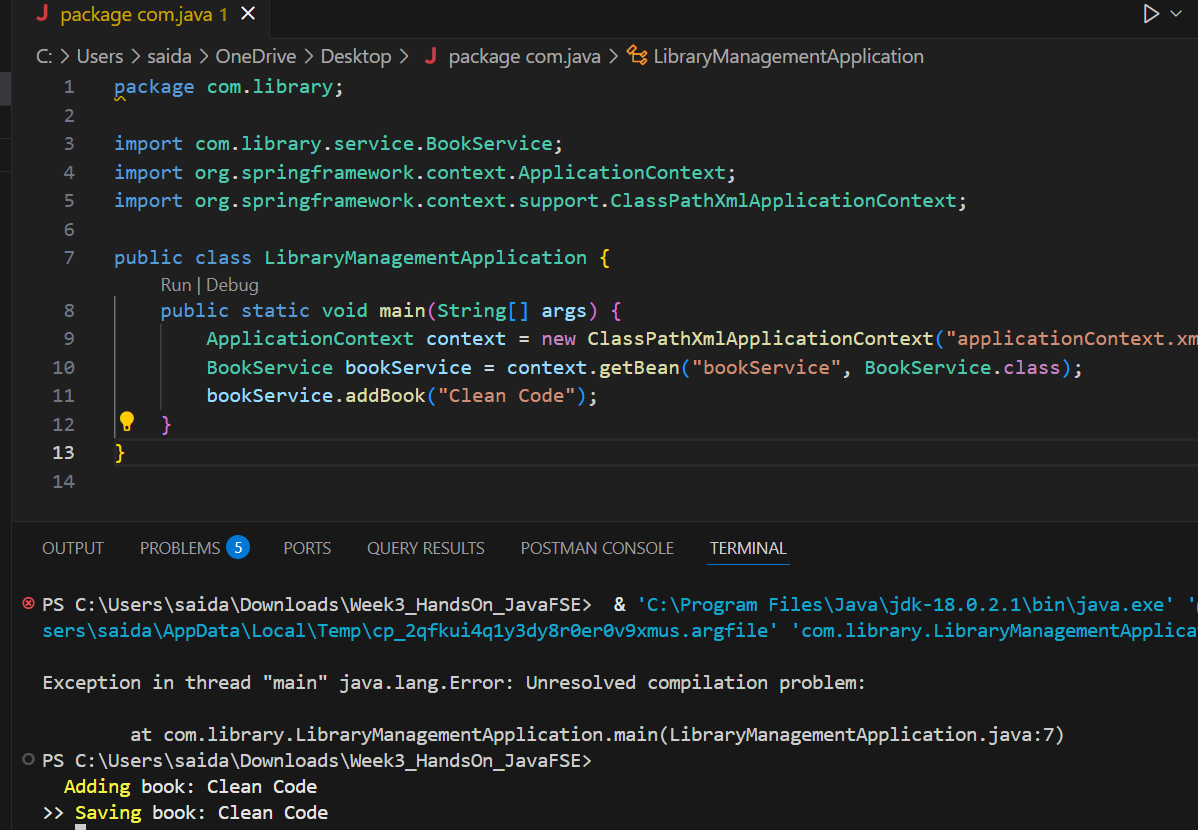 package com.java 1
C: > Users > saida > OneDrive > Desktop > J package com.java > LibraryManagementApplication
1 package com.library;
2
3 import com.library.service.BookService;
4 import org.springframework.context.ApplicationContext;
5 import org.springframework.context.support.ClassPathXmlApplicationContext;
6
7 public class LibraryManagementApplication {
Run | Debug
8 public static void main(String[] args) {
9 ApplicationContext context = new ClassPathXmlApplicationContext("applicationContext.xm
10 BookService bookService = context.getBean("bookService", BookService.class);
11 bookService.addBook("Clean Code");
12 }
13 }
14
OUTPUT PROBLEMS 5 PORTS QUERY RESULTS POSTMAN CONSOLE TERMINAL
PS C:\Users\saida\Downloads\Week3_HandsOn_JavaFSE> & 'C:\Program Files\Java\jdk-18.0.2.1\bin\java.exe' '
sers\saida\AppData\Local\Temp\cp_2qfkui4q1y3dy8r0er0v9xmus.argfile' 'com.library.LibraryManagementApplica
Exception in thread "main" java.lang.Error: Unresolved compilation problem:
at com.library.LibraryManagementApplication.main(LibraryManagementApplication.java:7)
PS C:\Users\saida\Downloads\Week3_HandsOn_JavaFSE>
Adding book: Clean Code
>> Saving book: Clean Code